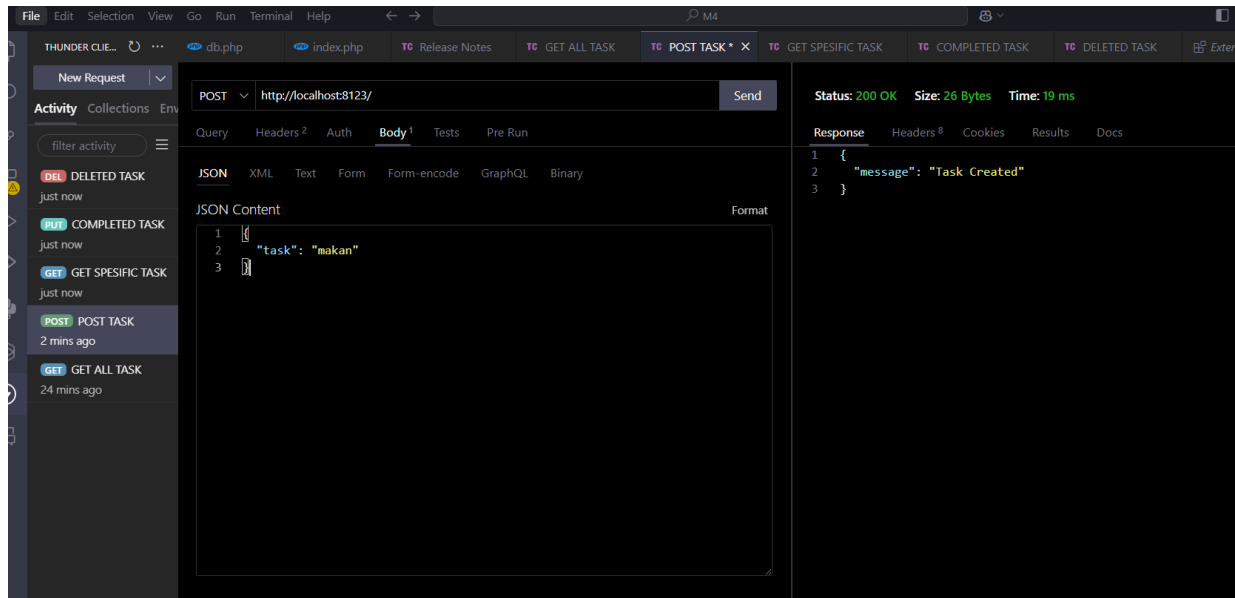 File Edit Selection View Go Run Terminal Help ← → M4
THUNDER CLIE... ··· db.php index.php TC Release Notes TC GET ALL TASK TC POST TASK * × TC GET SPESIFIC TASK TC COMPLETED TASK TC DELETED TASK Exter
New Request
Activity Collections Env
filter activity
DEL DELETED TASK
just now
PUT COMPLETED TASK
just now
GET GET SPESIFIC TASK
just now
POST POST TASK
2 mins ago
GET GET ALL TASK
24 mins ago
POST http://localhost:8123/ Send
Query Headers 2 Auth Body 1 Tests Pre Run
JSON XML Text Form Form-encode GraphQL Binary
JSON Content Format
1 {
2 "task": "makan"
3 }
Status: 200 OK Size: 26 Bytes Time: 19 ms
Response Headers 8 Cookies Results Docs
1 {
2 "message": "Task Created"
3 }